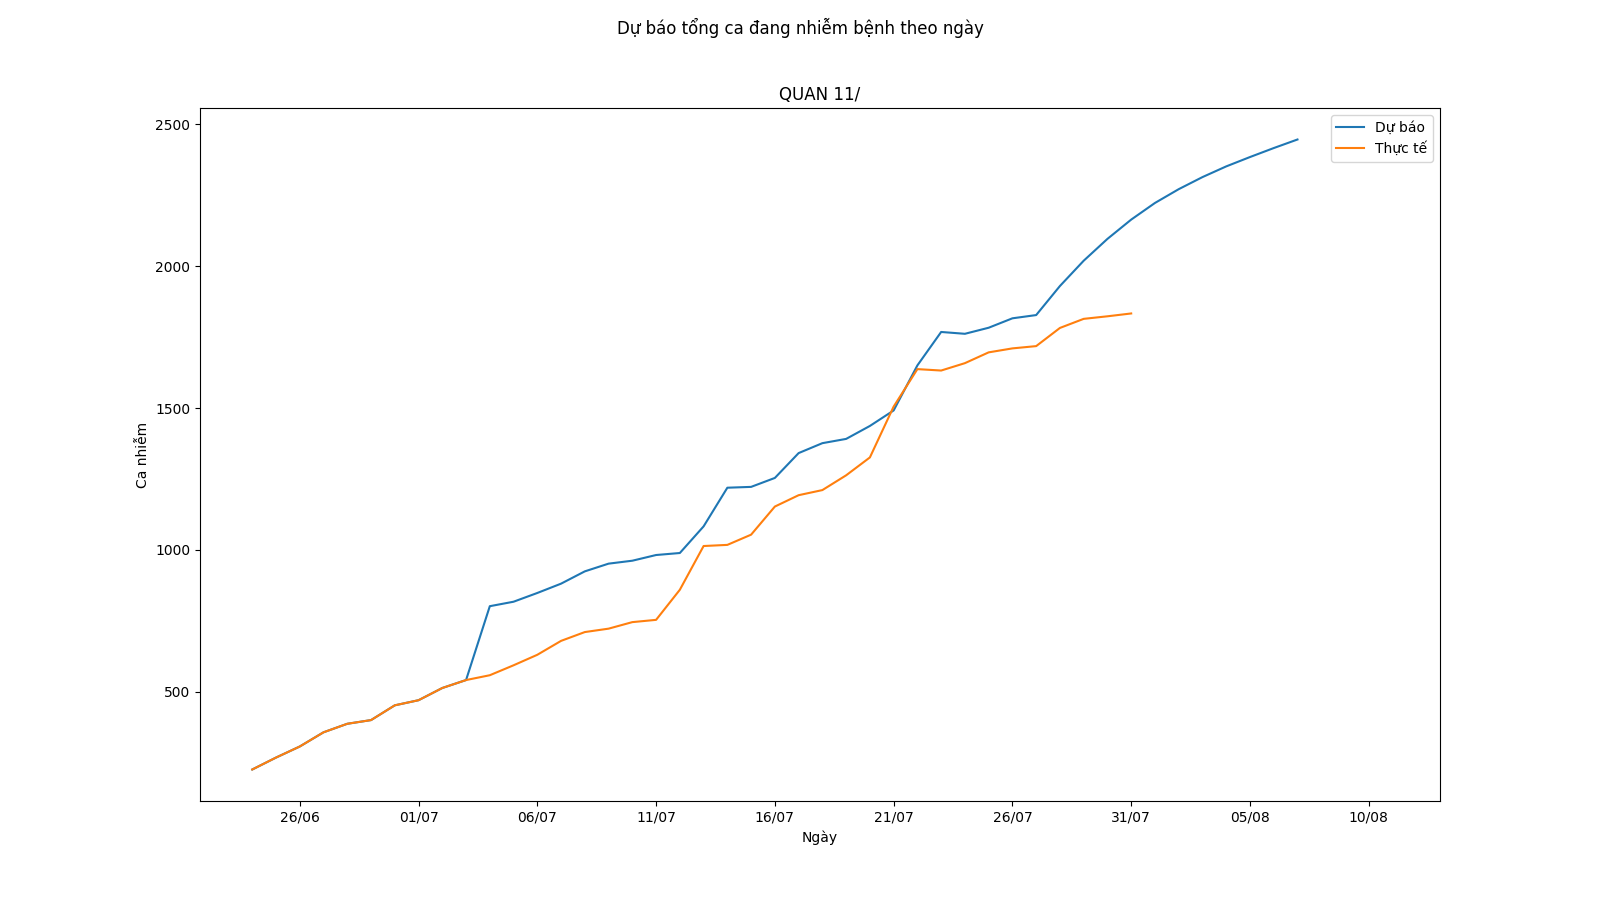 Dự báo tổng ca đang nhiễm bệnh theo ngày
QUAN 11/
Dự báo
Thực tế
2500
2000
1500
1000
500
Ca nhiễm
26/06 01/07 06/07 11/07 16/07 21/07 26/07 31/07 05/08 10/08
Ngày